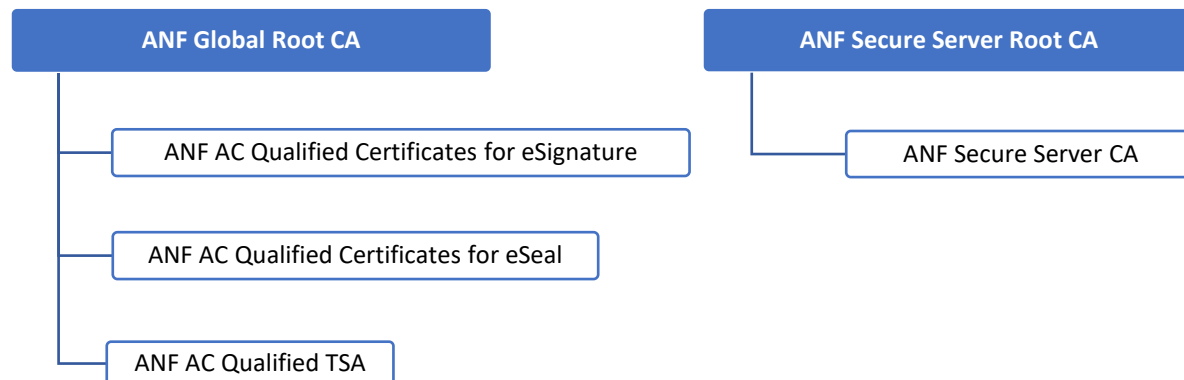 ANF Global Root CA
ANF AC Qualified Certificates for eSignature
ANF AC Qualified Certificates for eSeal
ANF AC Qualified TSA
ANF Secure Server Root CA
ANF Secure Server CA